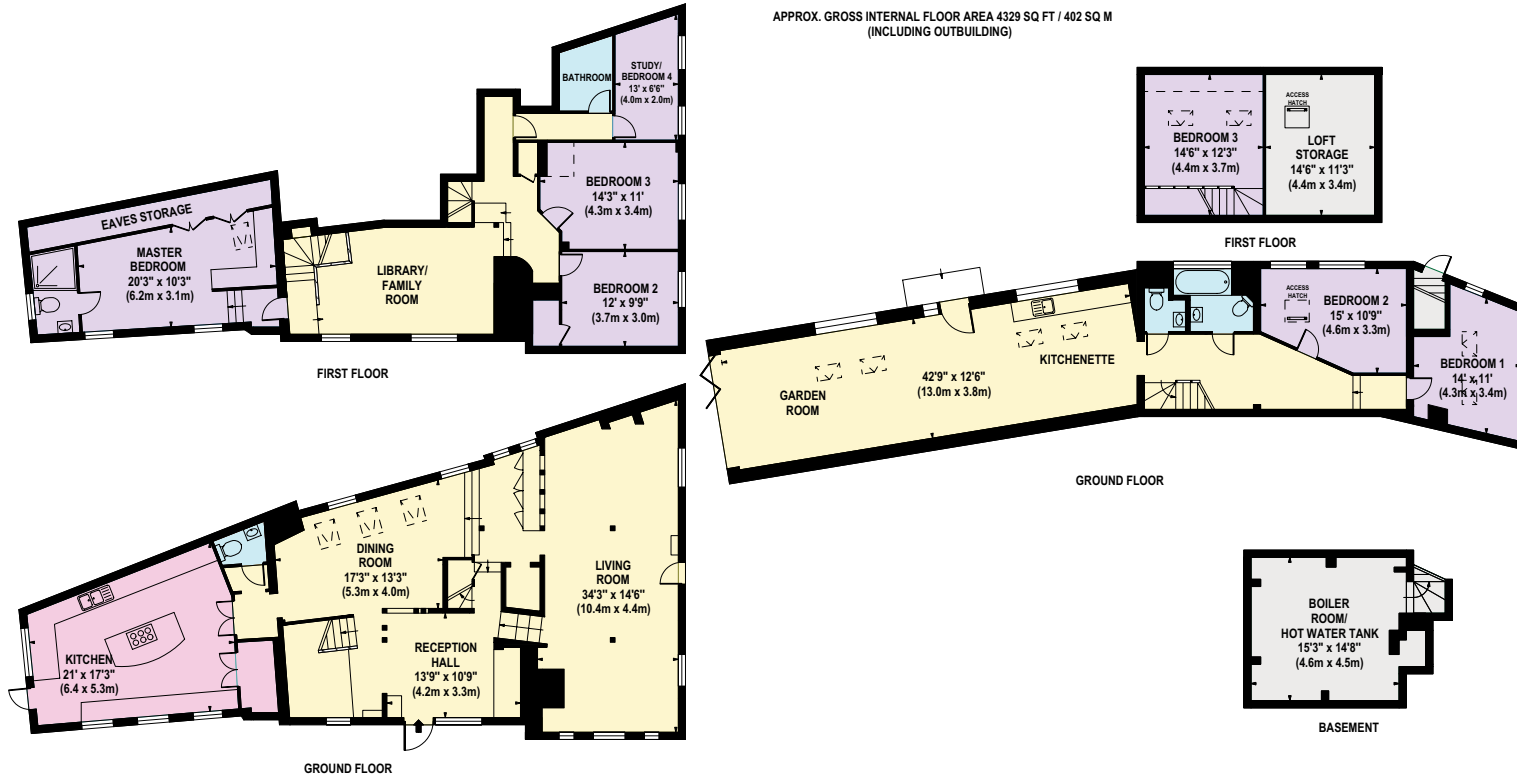 APPROX. GROSS INTERNAL FLOOR AREA 4329 SQ FT / 402 SQ M
(INCLUDING OUTBUILDING)
BATHROOM
STUDY/
BEDROOM 4
13' x 6'6"
(4.0m x 2.0m)
BEDROOM 3
14'3" x 11'
(4.3m x 3.4m)
EAVES STORAGE
MASTER
BEDROOM
20'3" x 10'3"
(6.2m x 3.1m)
LIBRARY/
FAMILY
ROOM
BEDROOM 2
12' x 9'9"
(3.7m x 3.0m)
FIRST FLOOR
ACCESS
HATCH
BEDROOM 3
14'6" x 12'3"
(4.4m x 3.7m)
LOFT
STORAGE
14'6" x 11'3"
(4.4m x 3.4m)
FIRST FLOOR
GARDEN
ROOM
42'9" x 12'6"
(13.0m x 3.8m)
KITCHENETTE
ACCESS
HATCH
BEDROOM 2
15' x 10'9"
(4.6m x 3.3m)
BEDROOM 1
14' x 11'
(4.3m x 3.4m)
GROUND FLOOR
KITCHEN
21' x 17'3"
(6.4 x 5.3m)
DINING
ROOM
17'3" x 13'3"
(5.3m x 4.0m)
RECEPTION
HALL
13'9" x 10'9"
(4.2m x 3.3m)
LIVING
ROOM
34'3" x 14'6"
(10.4m x 4.4m)
GROUND FLOOR
BOILER
ROOM/
HOT WATER TANK
15'3" x 14'8"
(4.6m x 4.5m)
BASEMENT